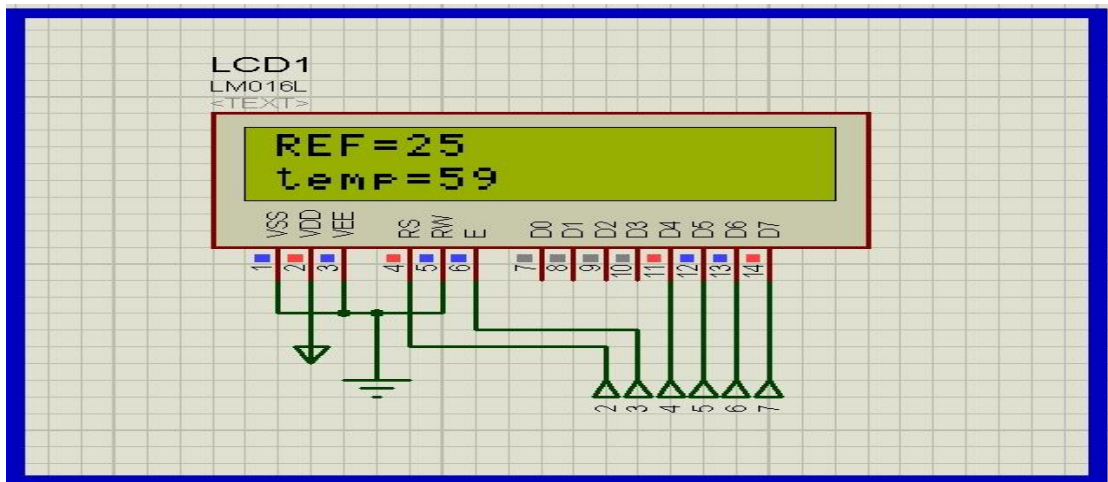 LCD1
LM016L
<TEXT>
REF=25
temp=59
VSS VDD VEE RS RW E D0 D1 D2 D3 D4 D5 D6 D7
1 2 3 4 5 6 7 8 9 10 11 12 13 14
2 3 4 5 6 7